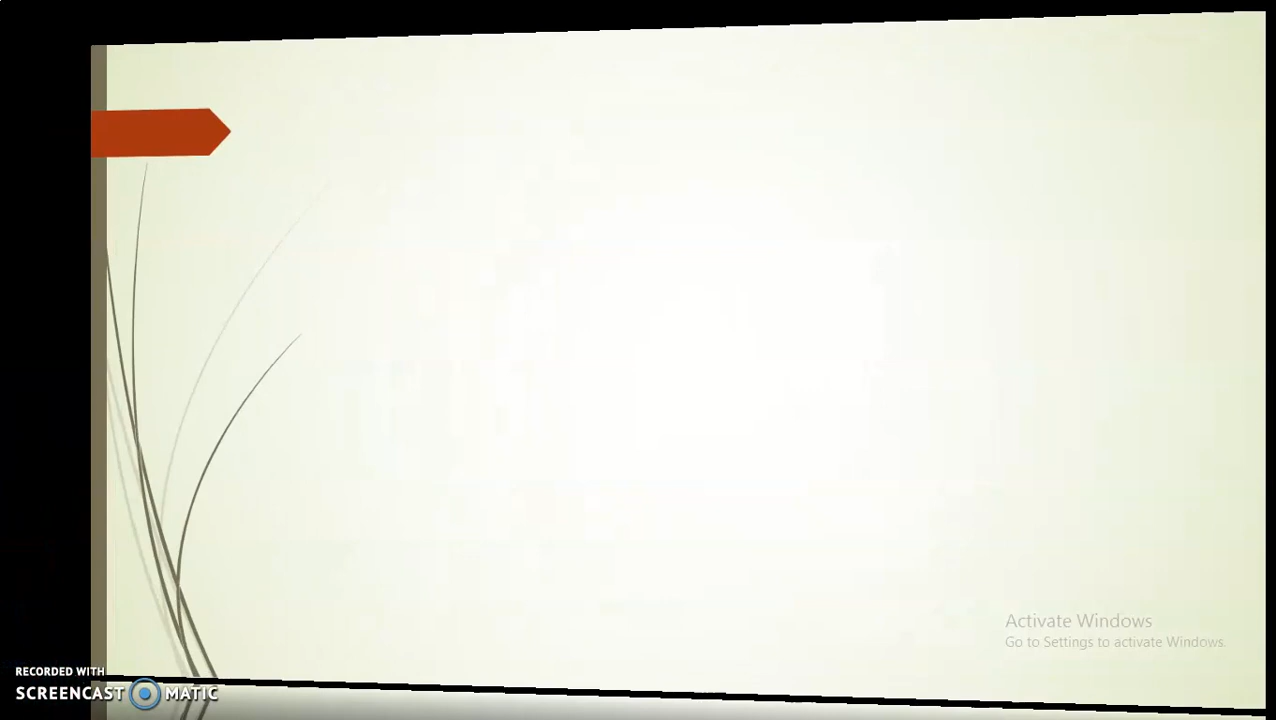 Activate Windows
Go to Settings to activate Windows.
RECORDED WITH
SCREENCAST MATIC